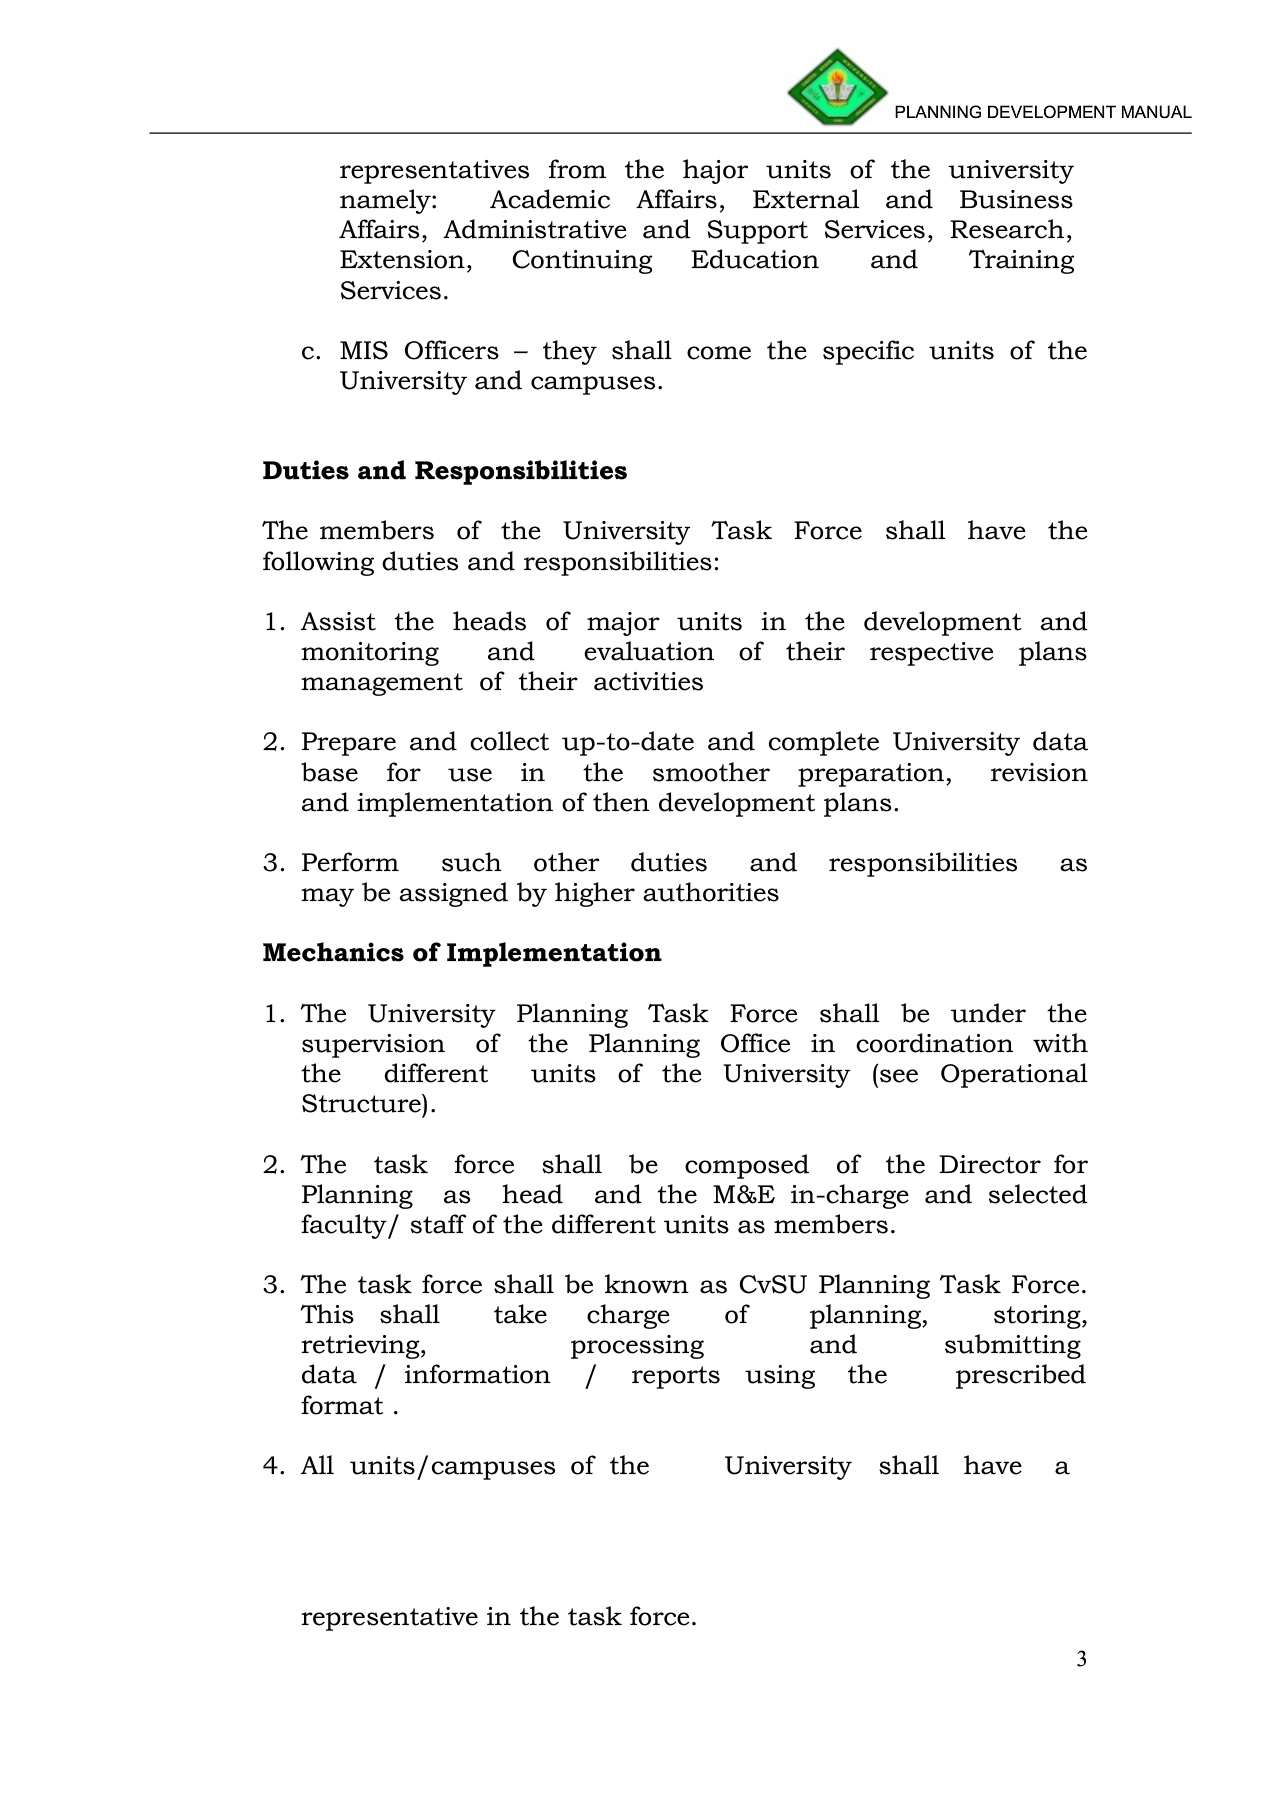 PLANNING DEVELOPMENT MANUAL
representatives from the hajor units of the university
namely: Academic Affairs, External and Business
Affairs, Administrative and Support Services, Research,
Extension, Continuing Education and Training
Services.
c. MIS Officers – they shall come the specific units of the
University and campuses.
Duties and Responsibilities
The members of the University Task Force shall have the
following duties and responsibilities:
1. Assist the heads of major units in the development and
monitoring and evaluation of their respective plans
management of their activities
2. Prepare and collect up-to-date and complete University data
base for use in the smoother preparation, revision
and implementation of then development plans.
3. Perform such other duties and responsibilities as
may be assigned by higher authorities
Mechanics of Implementation
1. The University Planning Task Force shall be under the
supervision of the Planning Office in coordination with
the different units of the University (see Operational
Structure).
2. The task force shall be composed of the Director for
Planning as head and the M&E in-charge and selected
faculty/ staff of the different units as members.
3. The task force shall be known as CvSU Planning Task Force.
This shall take charge of planning, storing,
retrieving, processing and submitting
data / information / reports using the prescribed
format .
4. All units/campuses of the University shall have a
representative in the task force.
3